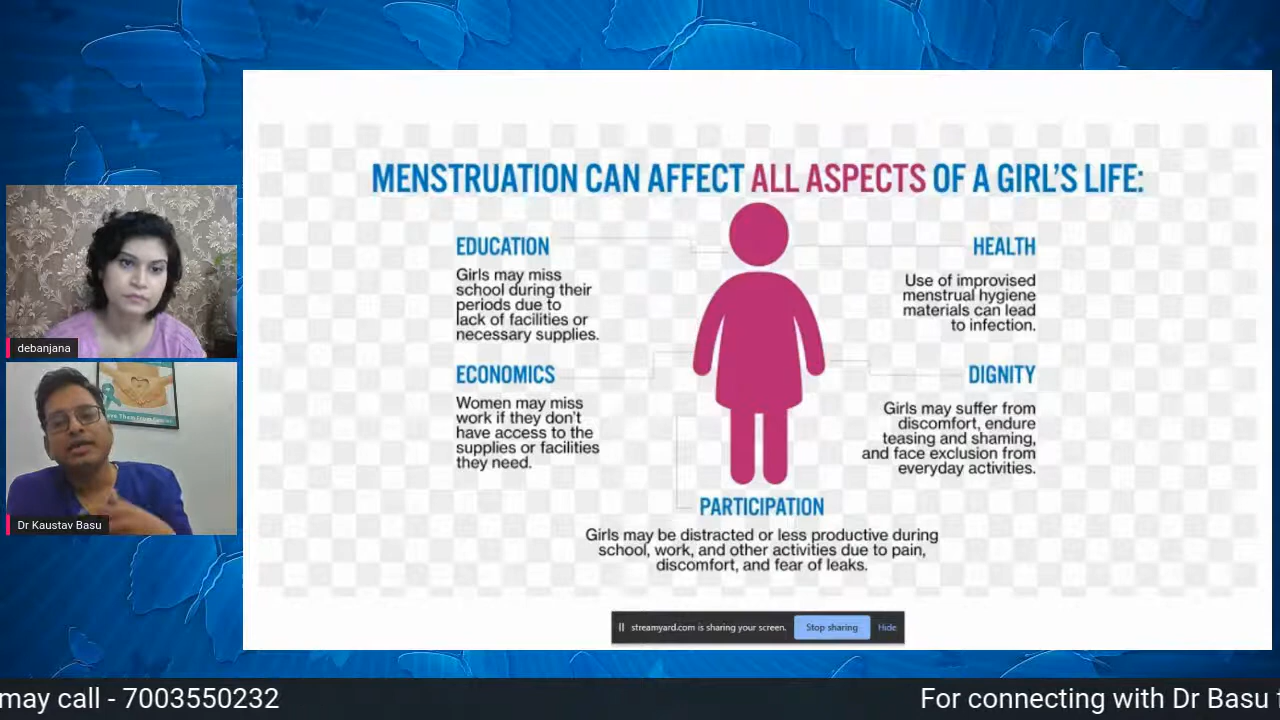 MENSTRUATION CAN AFFECT ALL ASPECTS OF A GIRL'S LIFE:
EDUCATION
Girls may miss
school during their
periods due to
lack of facilities or
necessary supplies.
HEALTH
Use of improvised
menstrual hygiene
materials can lead
to infection.
ECONOMICS
Women may miss
work if they don't
have access to the
supplies or facilities
they need.
DIGNITY
Girls may suffer from
discomfort, endure
teasing and shaming,
and face exclusion from
everyday activities.
PARTICIPATION
Girls may be distracted or less productive during
school, work, and other activities due to pain,
discomfort, and fear of leaks.
debanjana
Dr Kaustav Basu
streamyard.com is sharing your screen. Stop sharing Hide
may call - 7003550232
For connecting with Dr Basu